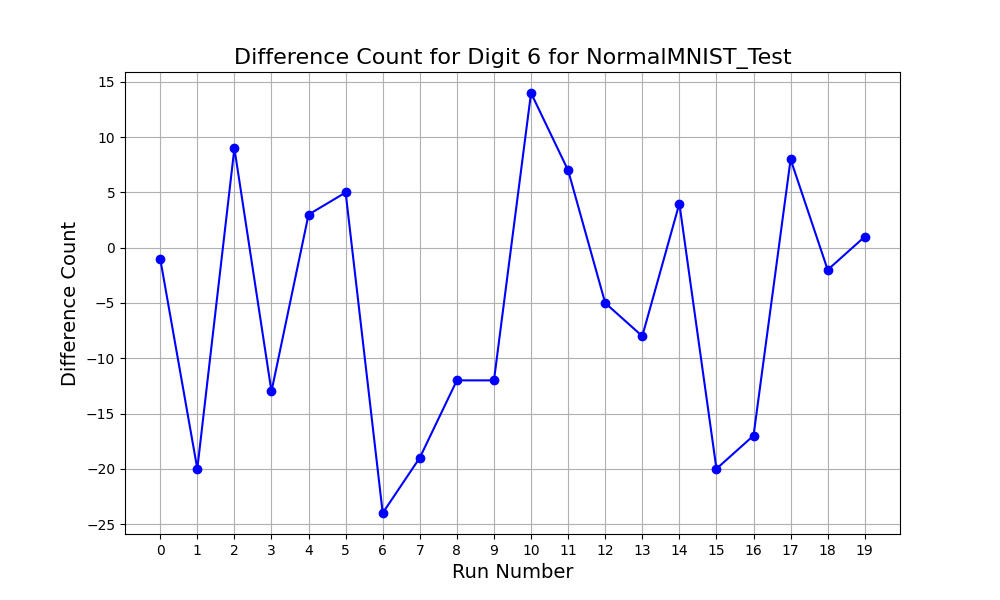 Difference Count for Digit 6 for NormalMNIST_Test
15
10
5
0
−5
−10
−15
−20
−25
Difference Count
0 1 2 3 4 5 6 7 8 9 10 11 12 13 14 15 16 17 18 19
Run Number